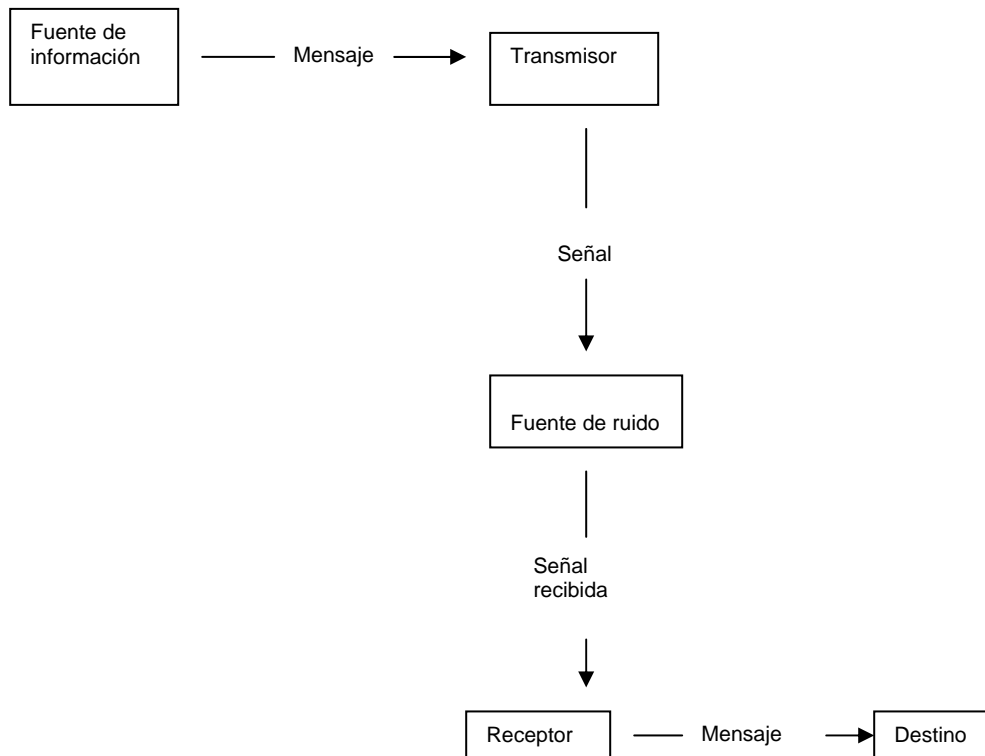 Fuente de
información
Mensaje
Transmisor
Señal
Fuente de ruido
Señal
recibida
Receptor
Mensaje
Destino